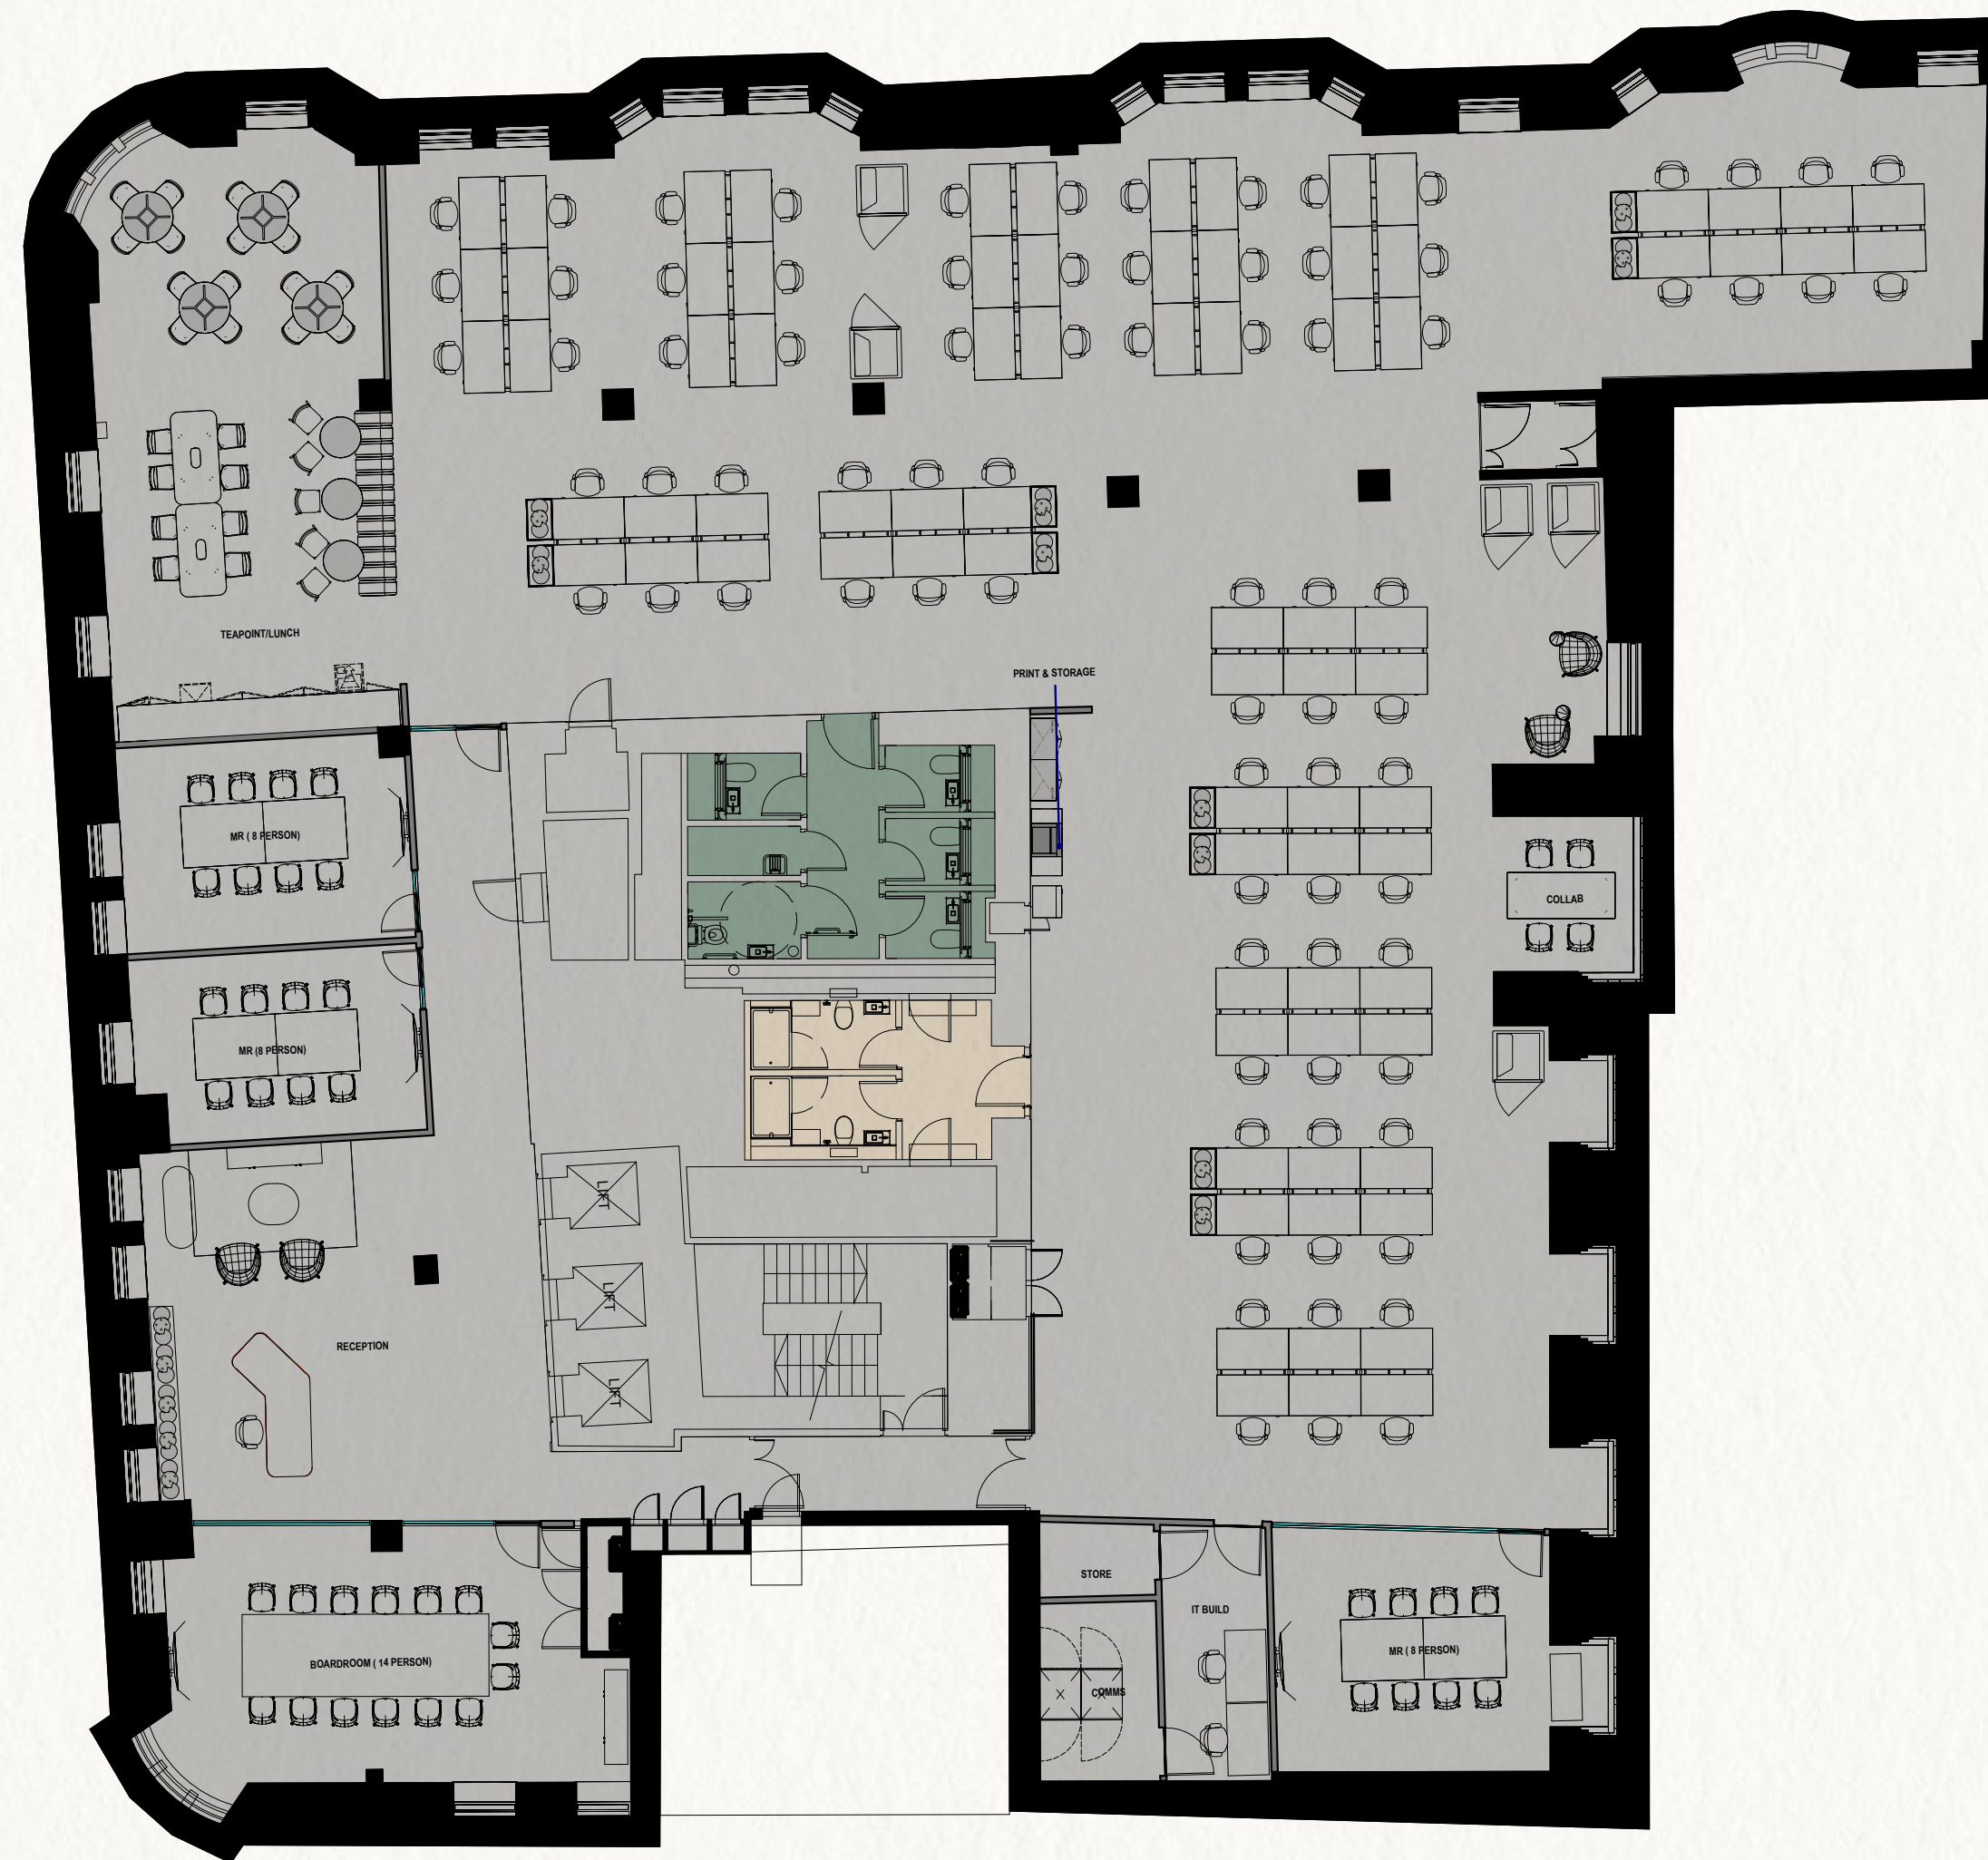 TEAPOINT/LUNCH
PRINT & STORAGE
MR ( 8 PERSON)
COLLAB
MR (8 PERSON)
LIFT
LIFT
LIFT
RECEPTION
STORE
IT BUILD
MR ( 8 PERSON)
BOARDROOM ( 14 PERSON)
COMMS